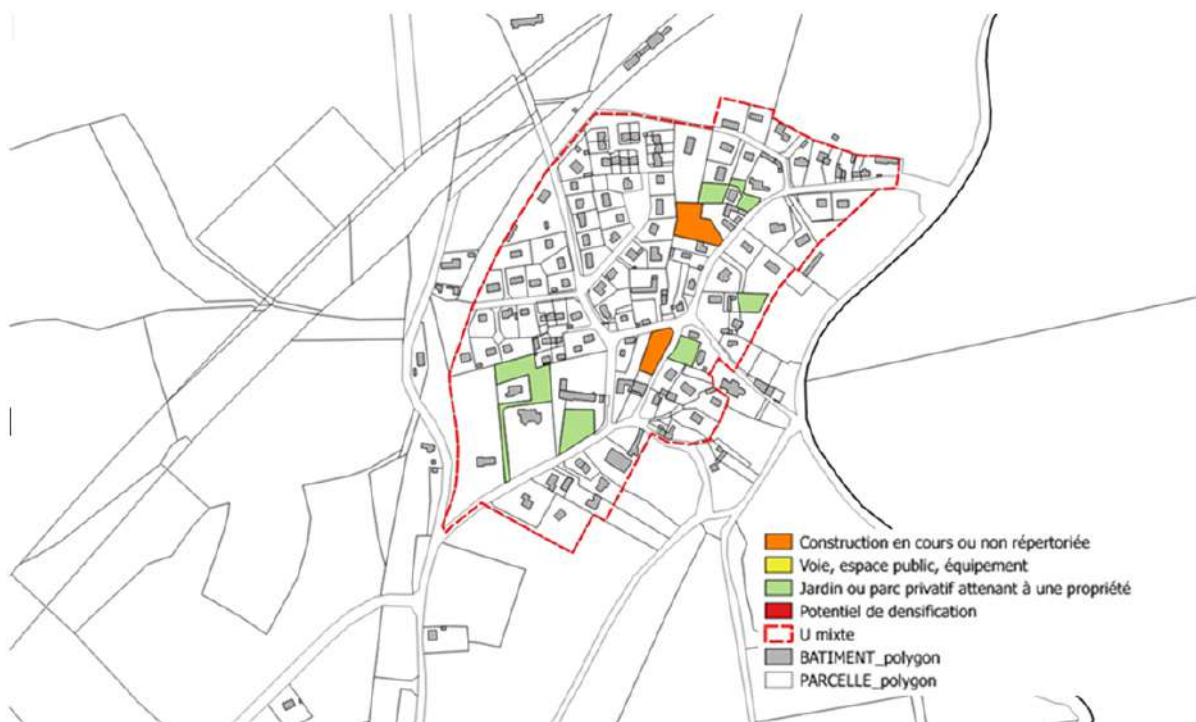 Construction en cours ou non répertoriée
Voie, espace public, équipement
Jardin ou parc privatif attenant à une propriété
Potentiel de densification
U mixte
BATIMENT_polygon
PARCELLE_polygon